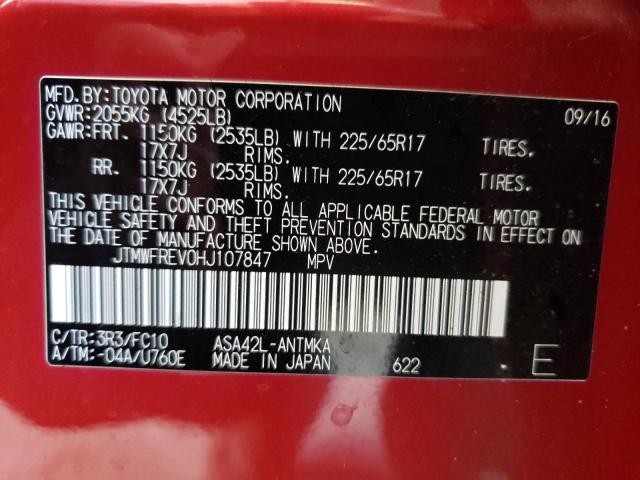 MFD.BY:TOYOTA MOTOR CORPORATION 09/16
GVWR:2055KG (4525LB)
GAWR:FRT. 1150KG (2535LB) WITH 225/65R17 TIRES.
17X7J RIMS.
RR. 1150KG (2535LB) WITH 225/65R17 TIRES.
17X7J RIMS.
THIS VEHICLE CONFORMS TO ALL APPLICABLE FEDERAL MOTOR
VEHICLE SAFETY AND THEFT PREVENTION STANDARDS IN EFFECT ON
THE DATE OF MANUFACTURE SHOWN ABOVE.
JTMWFREV0HJ107847 MPV
C/TR:3R3/FC10 ASA42L-ANTMKA
A/TM:-04A/U760E MADE IN JAPAN 622 E